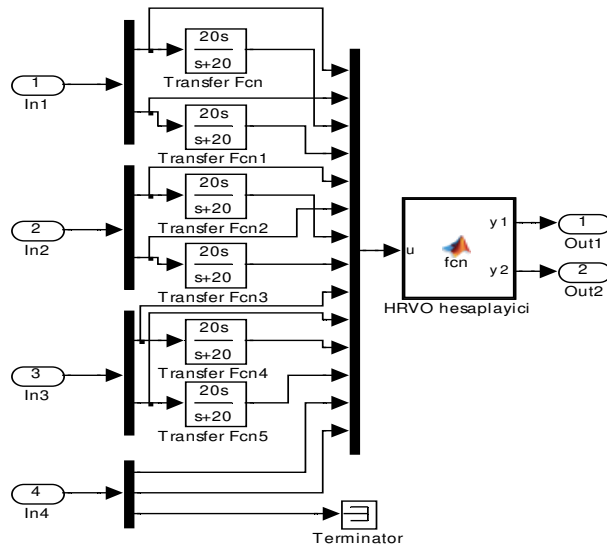 1
In1
20s
s+20
Transfer Fcn
20s
s+20
Transfer Fcn1
2
In2
20s
s+20
Transfer Fcn2
20s
s+20
Transfer Fcn3
3
In3
20s
s+20
Transfer Fcn4
20s
s+20
Transfer Fcn5
4
In4
Terminator
u
fcn
y1
y2
HRVO hesaplayici
1
Out1
2
Out2